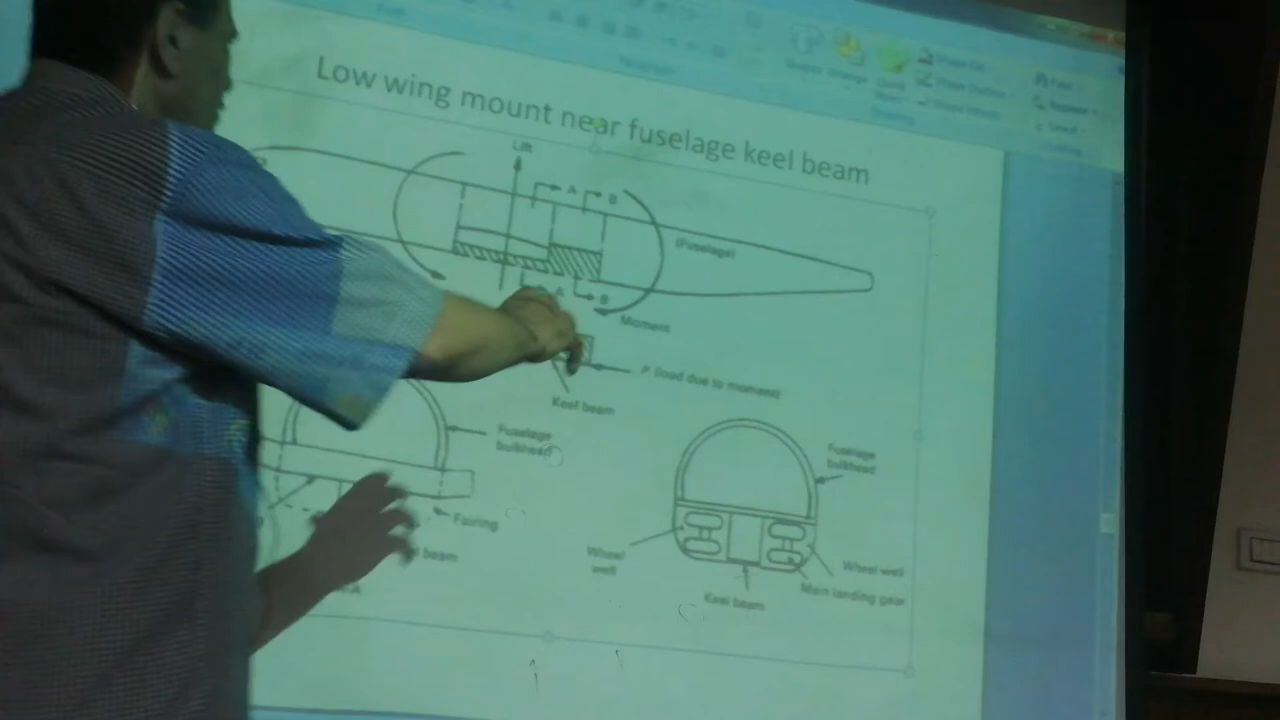 Low wing mount near fuselage keel beam
Lift
A
B
(Fuselage)
A
B
Moment
P (load due to moment)
Keel beam
Fuselage
bulkhead
Fuselage
bulkhead
Fairing
beam
Wheel
well
Wheel well
Main landing gear
Keel beam